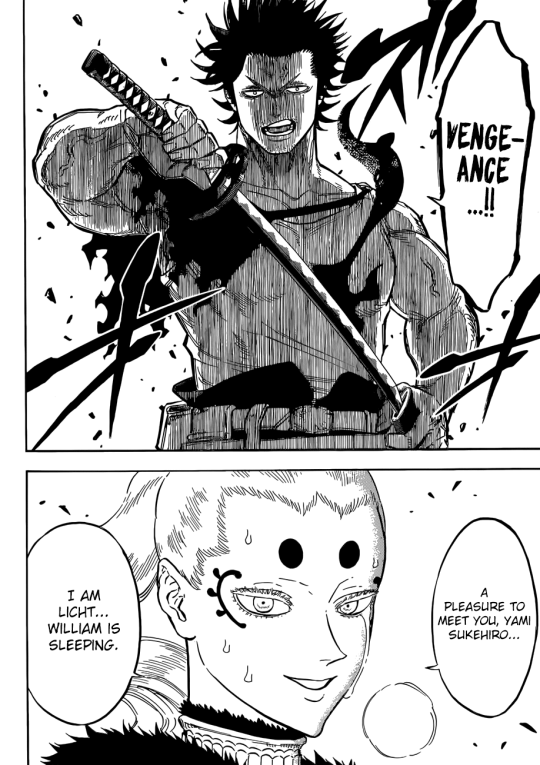 VENGE-
ANCE
...!!
A
PLEASURE TO
MEET YOU, YAMI
SUKEHIRO...
I AM
LICHT...
WILLIAM IS
SLEEPING.